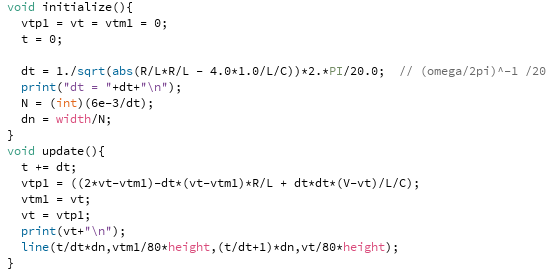 void initialize(){
  vtp1 = vt = vtm1 = 0;
  t = 0;

  dt = 1./sqrt(abs(R/L*R/L - 4.0*1.0/L/C))*2.*PI/20.0;  // (omega/2pi)^-1 /20
  print("dt = "+dt+"\n");
  N = (int)(6e-3/dt);
  dn = width/N;
}
void update(){
  t += dt;
  vtp1 = ((2*vt-vtm1)-dt*(vt-vtm1)*R/L + dt*dt*(V-vt)/L/C);
  vtm1 = vt;
  vt = vtp1;
  print(vt+"\n");
  line(t/dt*dn,vtm1/80*height,(t/dt+1)*dn,vt/80*height);
}